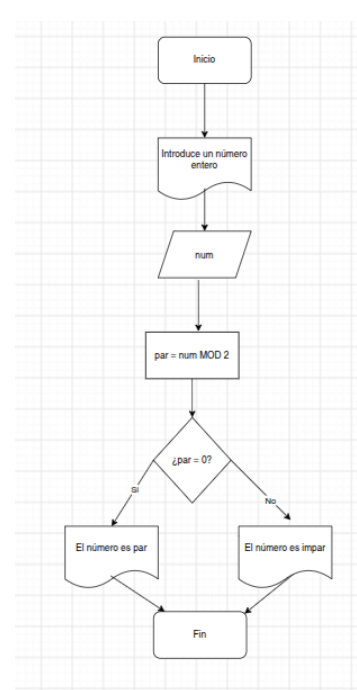 Inicio
Introduce un número
entero
num
par = num MOD 2
¿par = 0?
Sí
No
El número es par
El número es impar
Fin